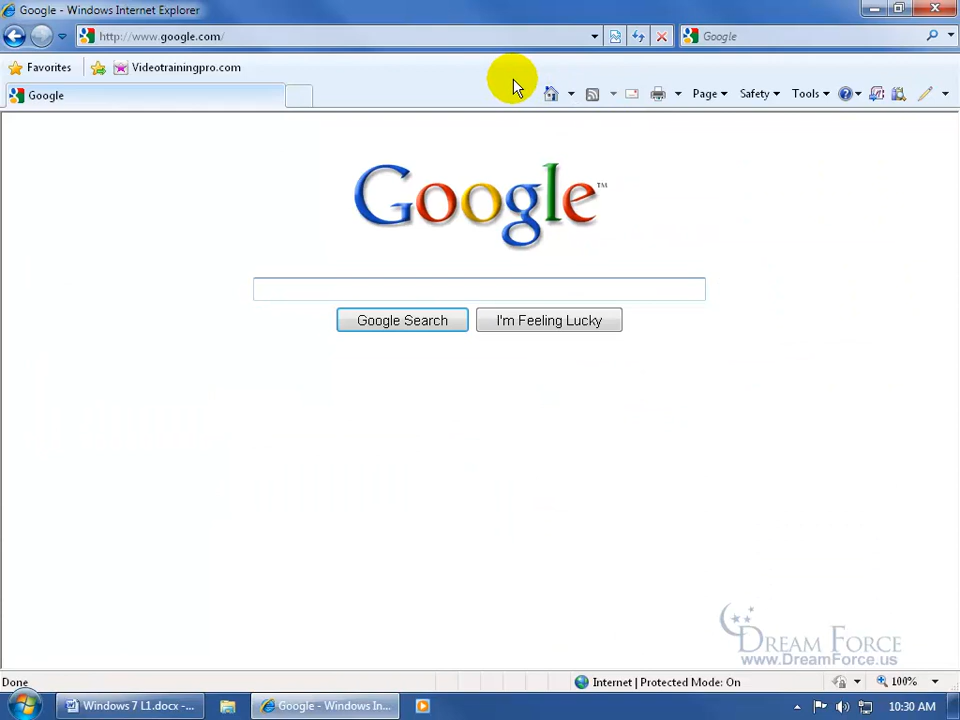 Google - Windows Internet Explorer
http://www.google.com/
Google
Favorites
Videotrainingpro.com
Google
Page
Safety
Tools
Google™
Google Search
I'm Feeling Lucky
DREAM FORCE
www.DreamForce.us
Done
Internet | Protected Mode: On
100%
Windows 7 L1.docx -...
Google - Windows In...
10:30 AM